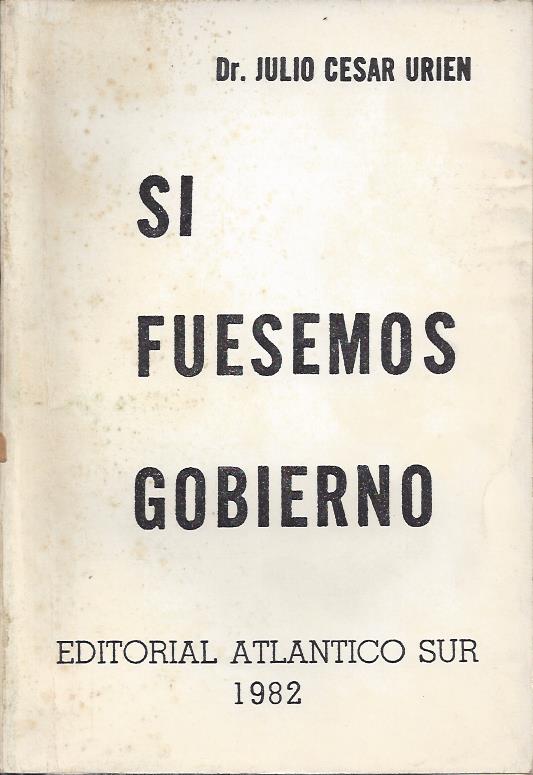 Dr. JULIO CESAR URIEN
SI
FUESEMOS
GOBIERNO
EDITORIAL ATLANTICO SUR
1982